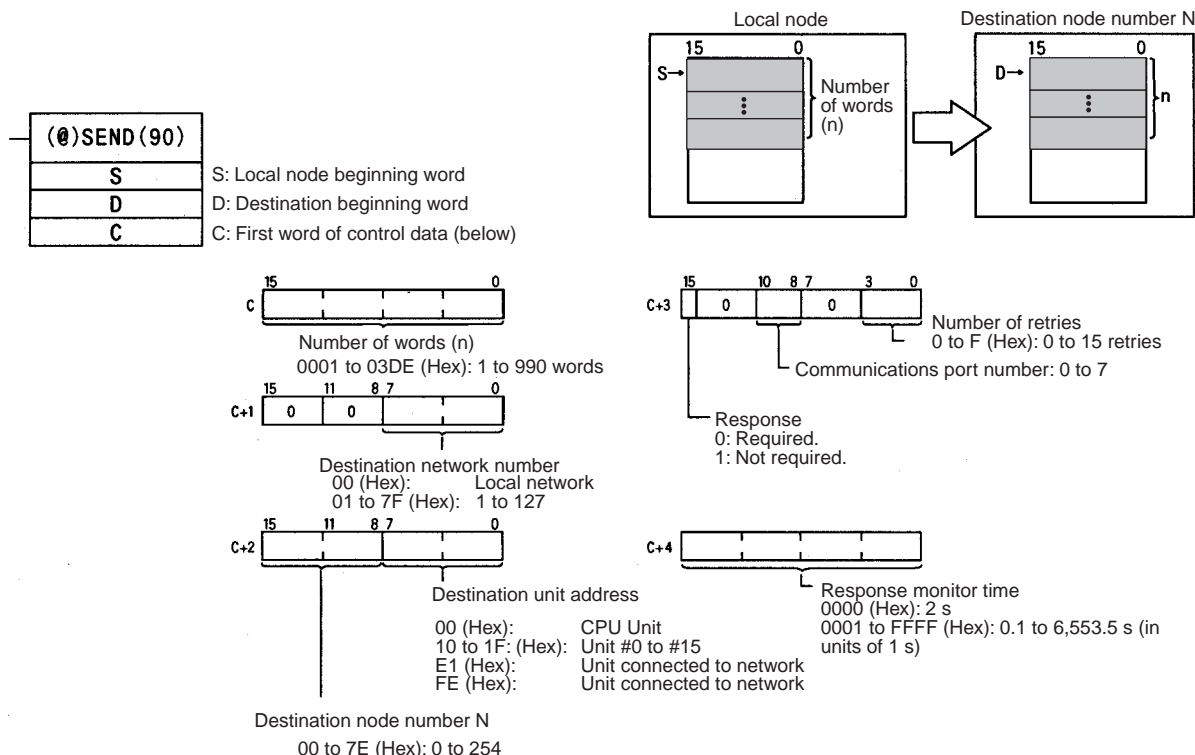 Local node
Destination node number N
15 0
15 0
S→
Number
of words
(n)
D→
n
(@)SEND(90)
S
S: Local node beginning word
D
D: Destination beginning word
C
C: First word of control data (below)
15 0
C
Number of words (n)
0001 to 03DE (Hex): 1 to 990 words
15 11 8 7 0
C+1 0 0
Destination network number
00 (Hex): Local network
01 to 7F (Hex): 1 to 127
15 11 8 7 0
C+2
Destination unit address
00 (Hex): CPU Unit
10 to 1F: (Hex): Unit #0 to #15
E1 (Hex): Unit connected to network
FE (Hex): Unit connected to network
Destination node number N
00 to 7E (Hex): 0 to 254
15 10 8 7 3 0
C+3 0 0
Number of retries
0 to F (Hex): 0 to 15 retries
Communications port number: 0 to 7
Response
0: Required.
1: Not required.
C+4
Response monitor time
0000 (Hex): 2 s
0001 to FFFF (Hex): 0.1 to 6,553.5 s (in
units of 1 s)